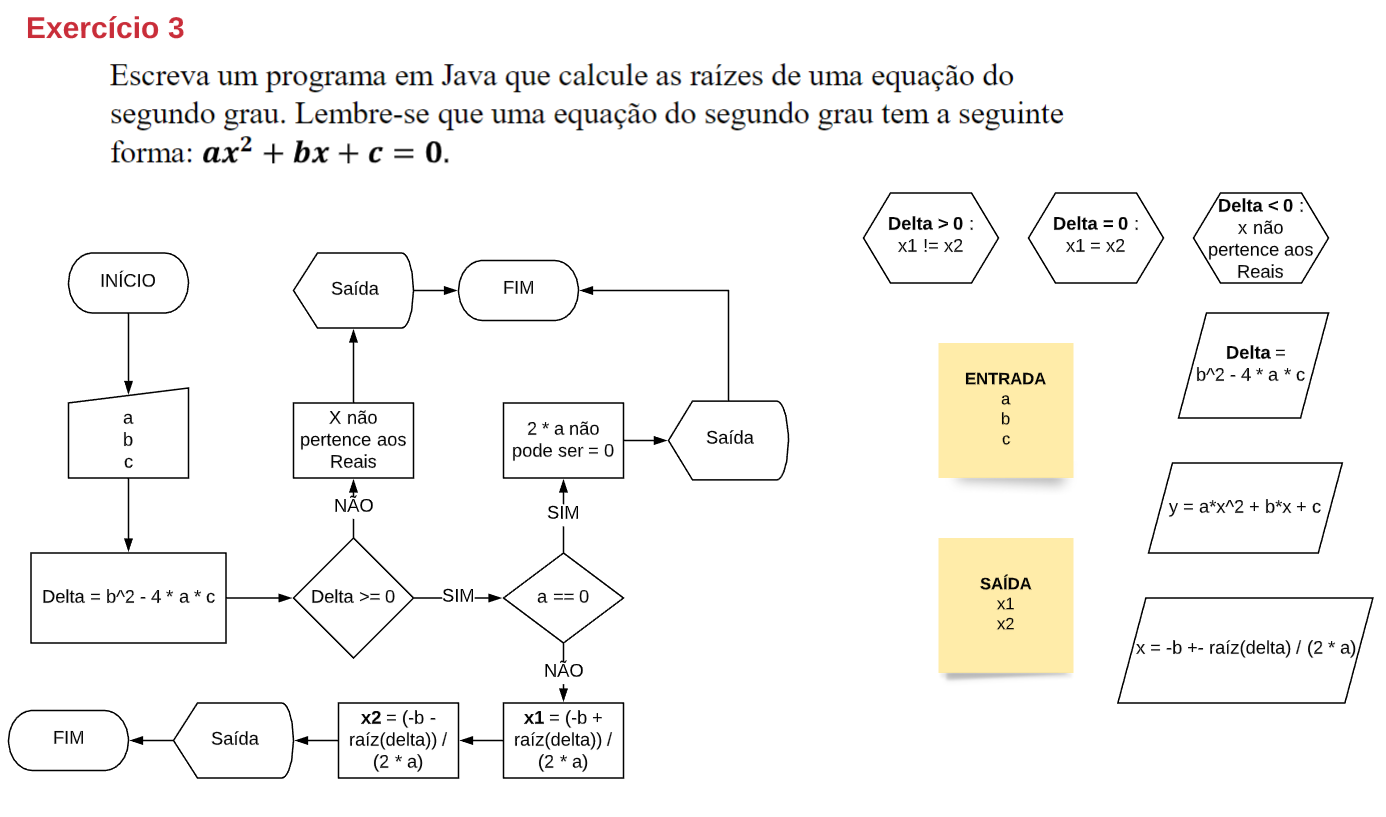 Exercício 3
Escreva um programa em Java que calcule as raízes de uma equação do
segundo grau. Lembre-se que uma equação do segundo grau tem a seguinte
forma: ax² + bx + c = 0.
Delta > 0 :
x1 != x2
Delta = 0 :
x1 = x2
Delta < 0 :
x não
pertence aos
Reais
INÍCIO
Saída
FIM
Delta =
b^2 - 4 * a * c
ENTRADA
a
b
c
a
b
c
X não
pertence aos
Reais
2 * a não
pode ser = 0
Saída
NÃO
SIM
y = a*x^2 + b*x + c
Delta = b^2 - 4 * a * c
Delta >= 0
SIM
a == 0
SAÍDA
x1
x2
x = -b +- raíz(delta) / (2 * a)
NÃO
FIM
Saída
x2 = (-b -
raíz(delta)) /
(2 * a)
x1 = (-b +
raíz(delta)) /
(2 * a)